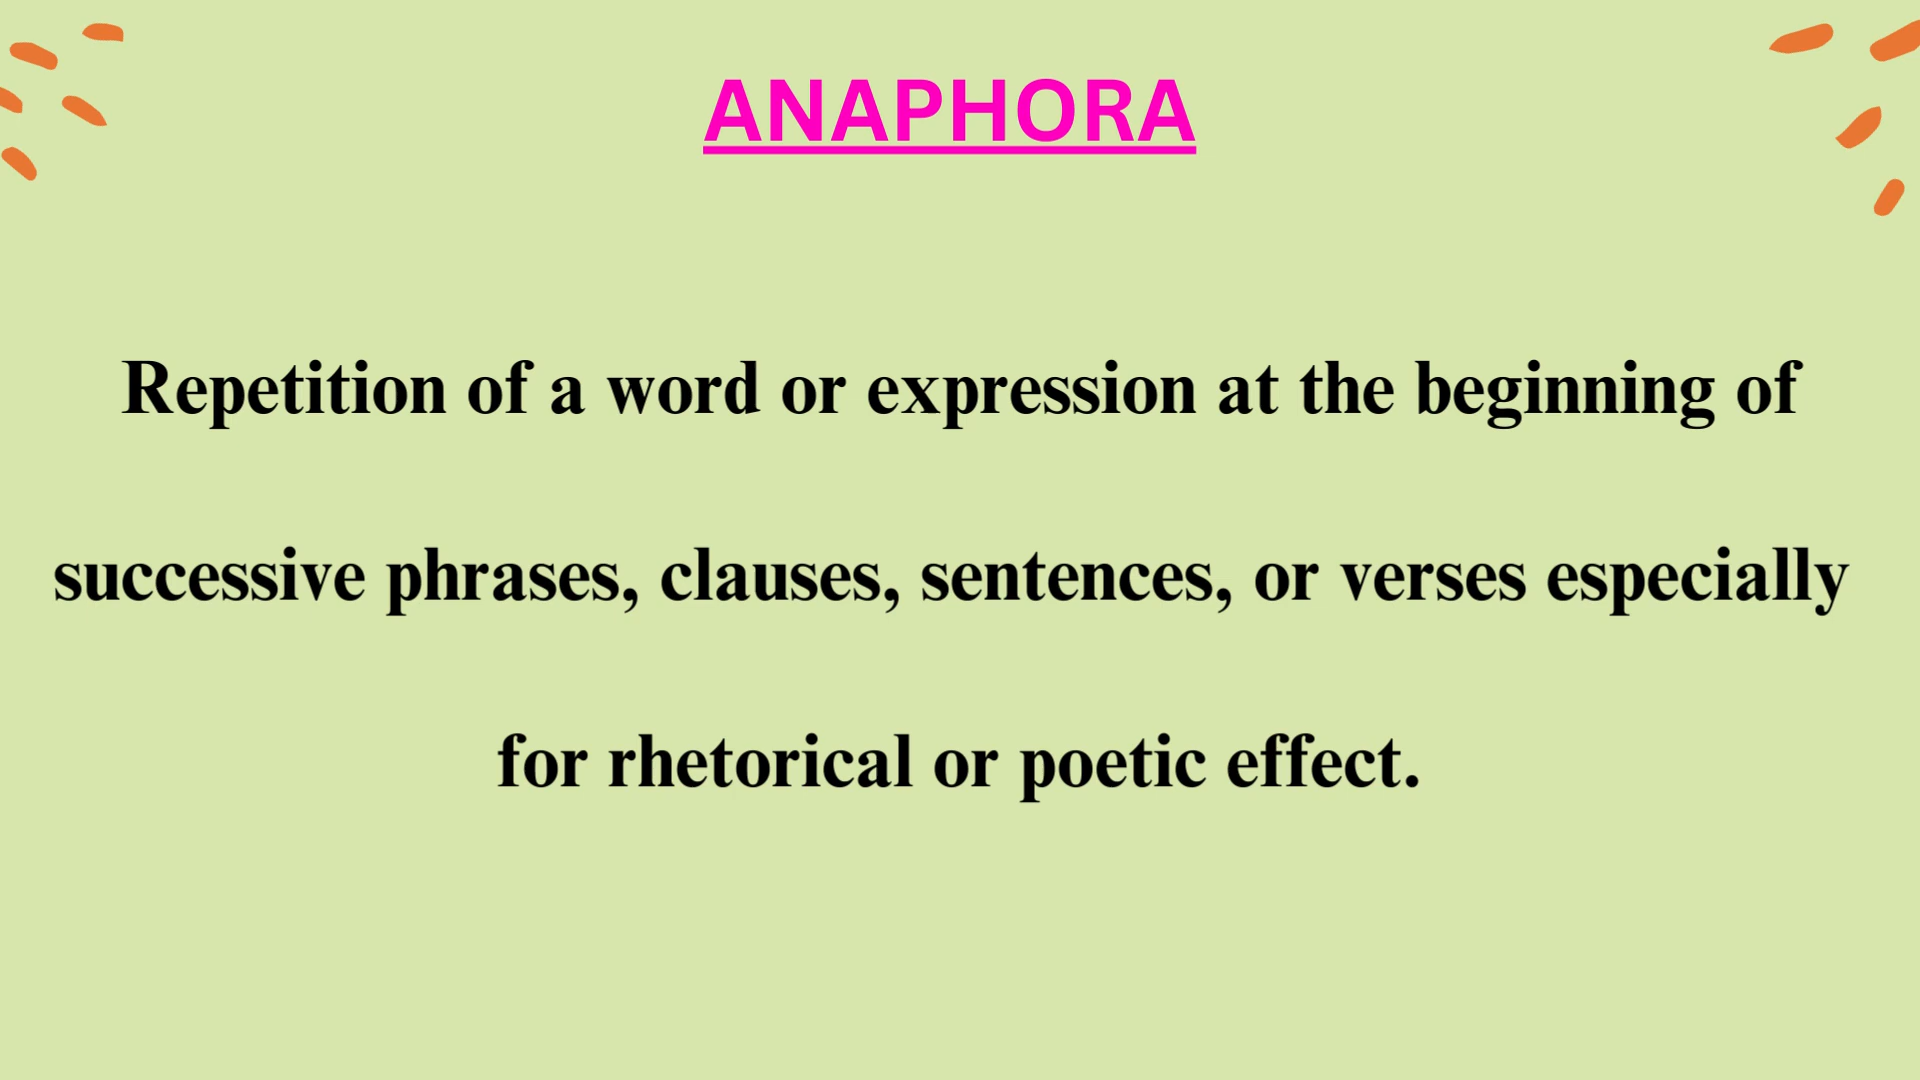 ANAPHORA
Repetition of a word or expression at the beginning of
successive phrases, clauses, sentences, or verses especially
for rhetorical or poetic effect.